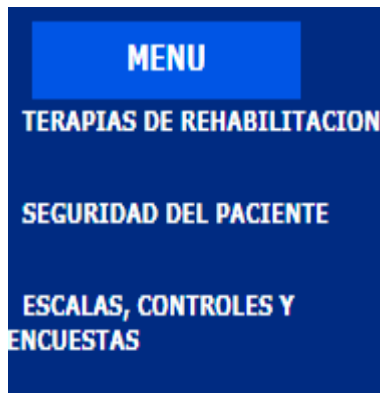 MENU
TERAPIAS DE REHABILITACION
SEGURIDAD DEL PACIENTE
ESCALAS, CONTROLES Y
ENCUESTAS